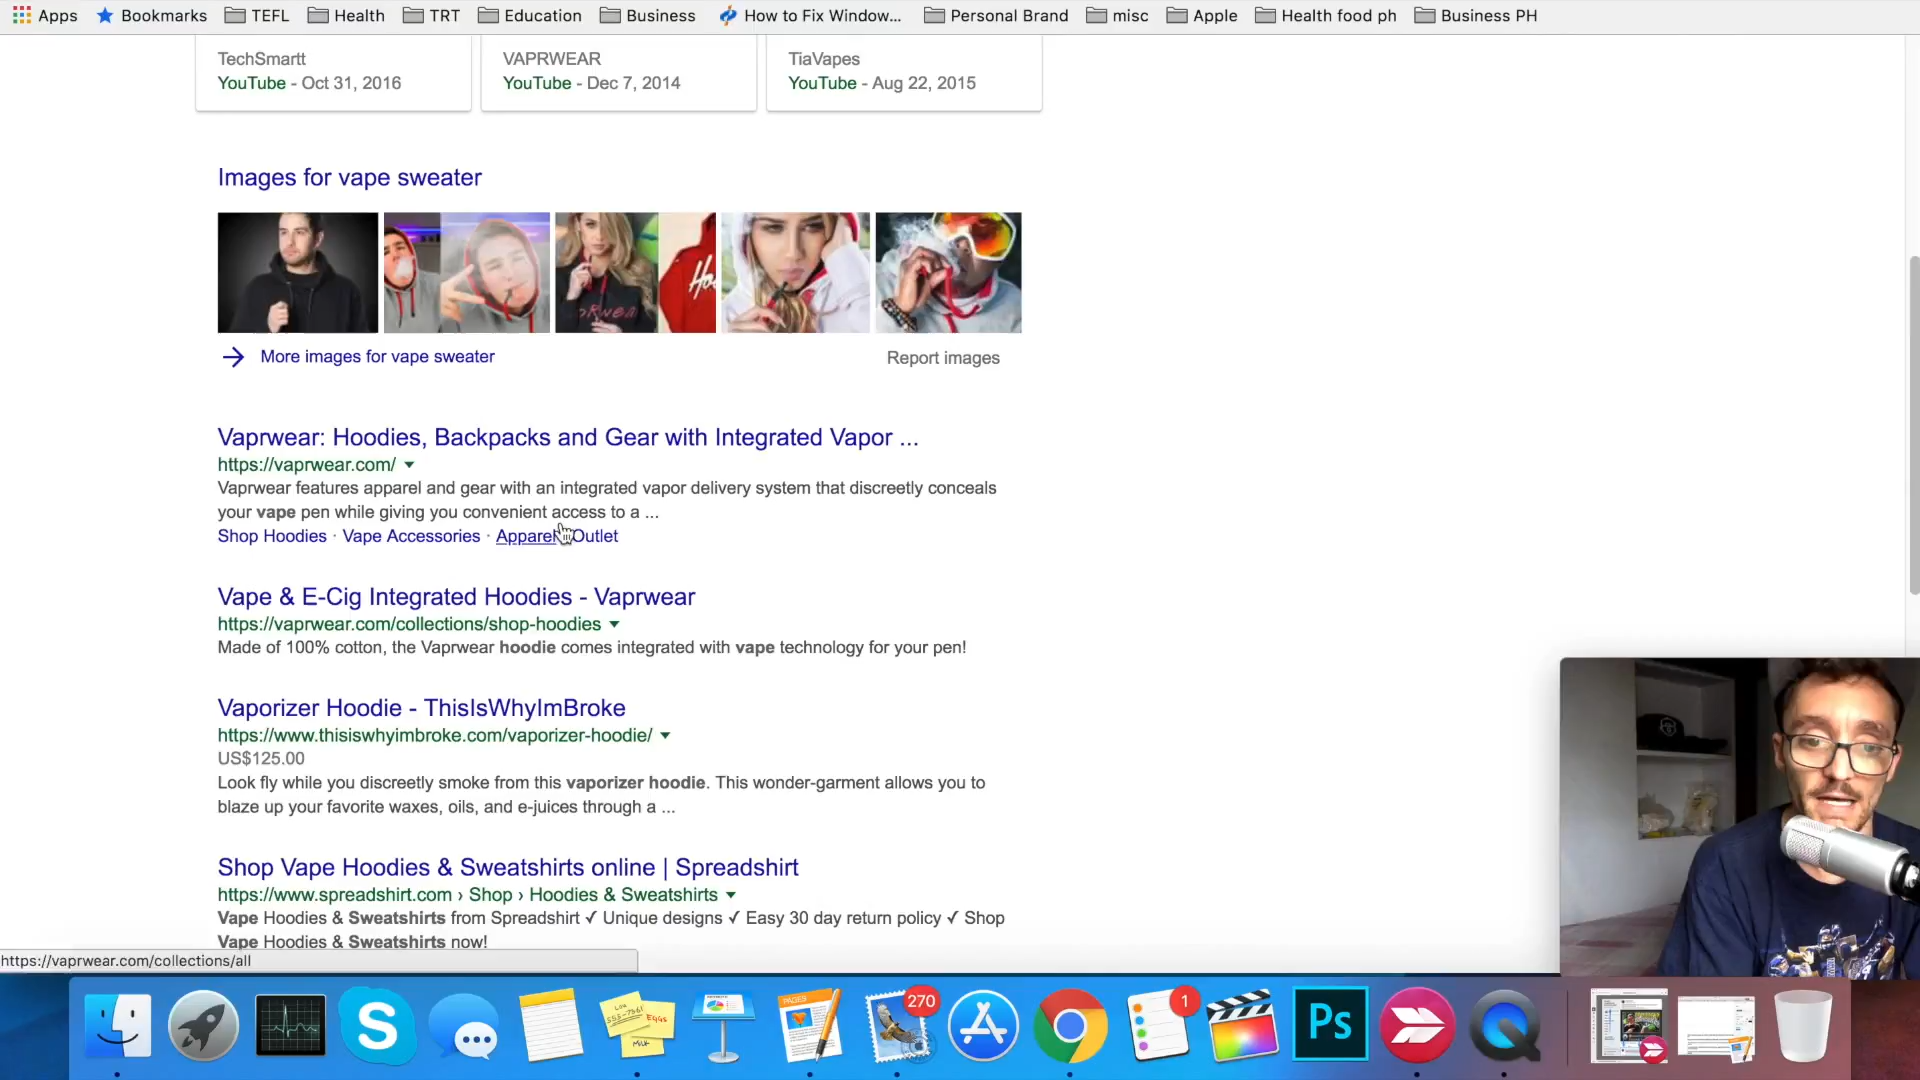 Apps Bookmarks TEFL Health TRT Education Business How to Fix Window... Personal Brand misc Apple Health food ph Business PH
TechSmartt VAPRWEAR TiaVapes
YouTube - Oct 31, 2016 YouTube - Dec 7, 2014 YouTube - Aug 22, 2015
Images for vape sweater
More images for vape sweater Report images
Vaprwear: Hoodies, Backpacks and Gear with Integrated Vapor ...
https://vaprwear.com/
Vaprwear features apparel and gear with an integrated vapor delivery system that discreetly conceals
your vape pen while giving you convenient access to a ...
Shop Hoodies · Vape Accessories · Apparel Outlet
Vape & E-Cig Integrated Hoodies - Vaprwear
https://vaprwear.com/collections/shop-hoodies
Made of 100% cotton, the Vaprwear hoodie comes integrated with vape technology for your pen!
Vaporizer Hoodie - ThisIsWhyImBroke
https://www.thisiswhyimbroke.com/vaporizer-hoodie/
US$125.00
Look fly while you discreetly smoke from this vaporizer hoodie. This wonder-garment allows you to
blaze up your favorite waxes, oils, and e-juices through a ...
Shop Vape Hoodies & Sweatshirts online | Spreadshirt
https://www.spreadshirt.com › Shop › Hoodies & Sweatshirts
Vape Hoodies & Sweatshirts from Spreadshirt ✓ Unique designs ✓ Easy 30 day return policy ✓ Shop
Vape Hoodies & Sweatshirts now!
https://vaprwear.com/collections/all
270
1
PAGES
EGGS
MILK
Ps